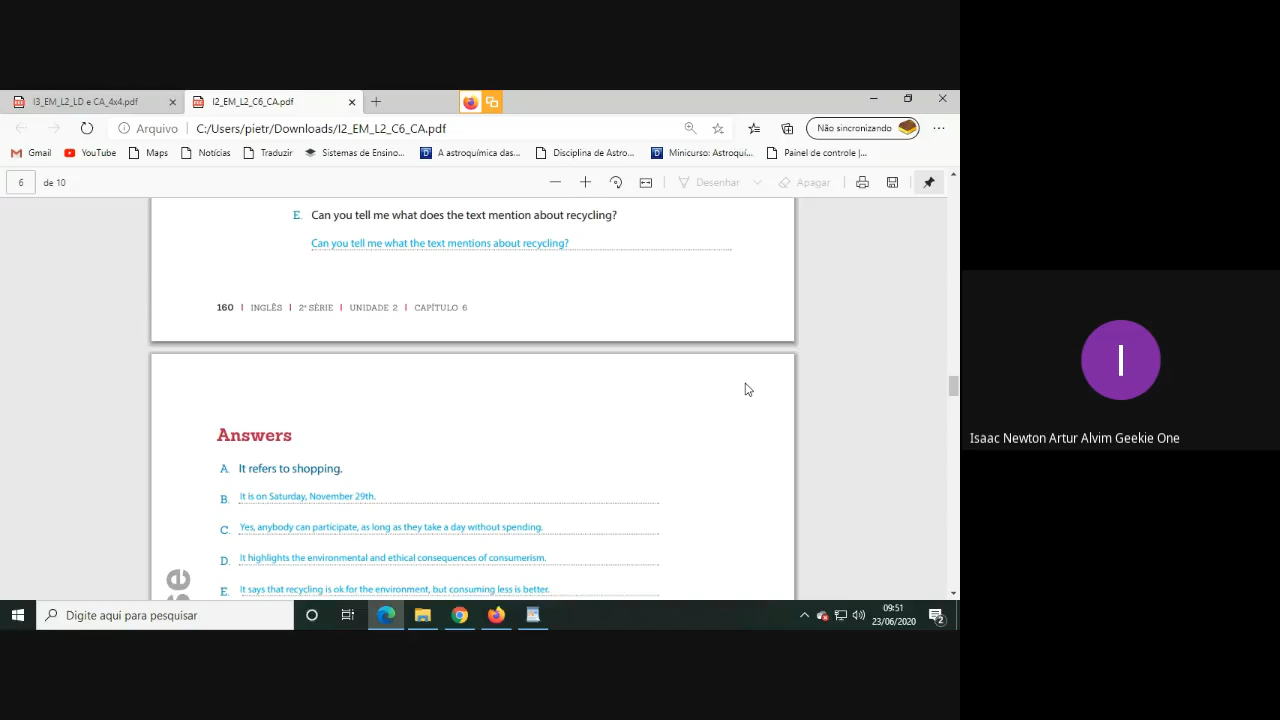 I3_EM_L2_LD e CA_4x4.pdf
I2_EM_L2_C6_CA.pdf
Arquivo
C:/Users/pietr/Downloads/I2_EM_L2_C6_CA.pdf
Não sincronizando
Gmail
YouTube
Maps
Notícias
Traduzir
Sistemas de Ensino...
A astroquímica das...
Disciplina de Astro...
Minicurso: Astroquí...
Painel de controle |...
6 de 10
Desenhar
Apagar
E. Can you tell me what does the text mention about recycling?
Can you tell me what the text mentions about recycling?
160 | INGLÊS | 2ª SÉRIE | UNIDADE 2 | CAPÍTULO 6
Answers
A. It refers to shopping.
B. It is on Saturday, November 29th.
C. Yes, anybody can participate, as long as they take a day without spending.
D. It highlights the environmental and ethical consequences of consumerism.
E. It says that recycling is ok for the environment, but consuming less is better.
se
I
Isaac Newton Artur Alvim Geekie One
Digite aqui para pesquisar
09:51
23/06/2020
2